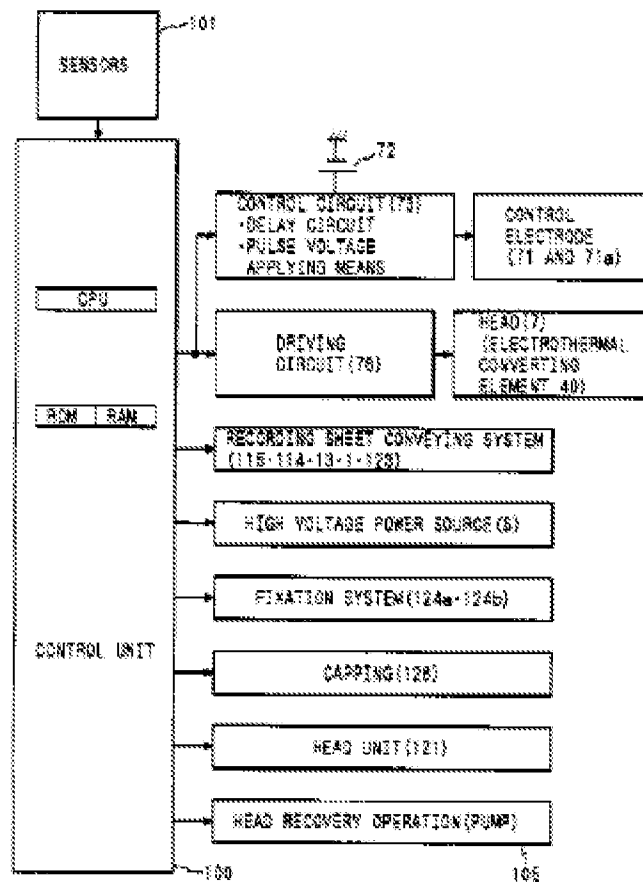 101
SENSORS
72
CONTROL CIRCUIT(73)
·DELAY CIRCUIT
·PULSE VOLTAGE
APPLYING MEANS
CONTROL
ELECTRODE
(71 AND 71a)
CPU
DRIVING
CIRCUIT(76)
HEAD(7)
(ELECTROTHERMAL
CONVERTING
ELEMENT 40)
ROM RAM
RECORDING SHEET CONVEYING SYSTEM
HIGH VOLTAGE POWER SOURCE(6)
FIXATION SYSTEM(124a·124b)
CONTROL UNIT
CAPPING(126)
HEAD UNIT(121)
HEAD RECOVERY OPERATION(PUMP)
100
105